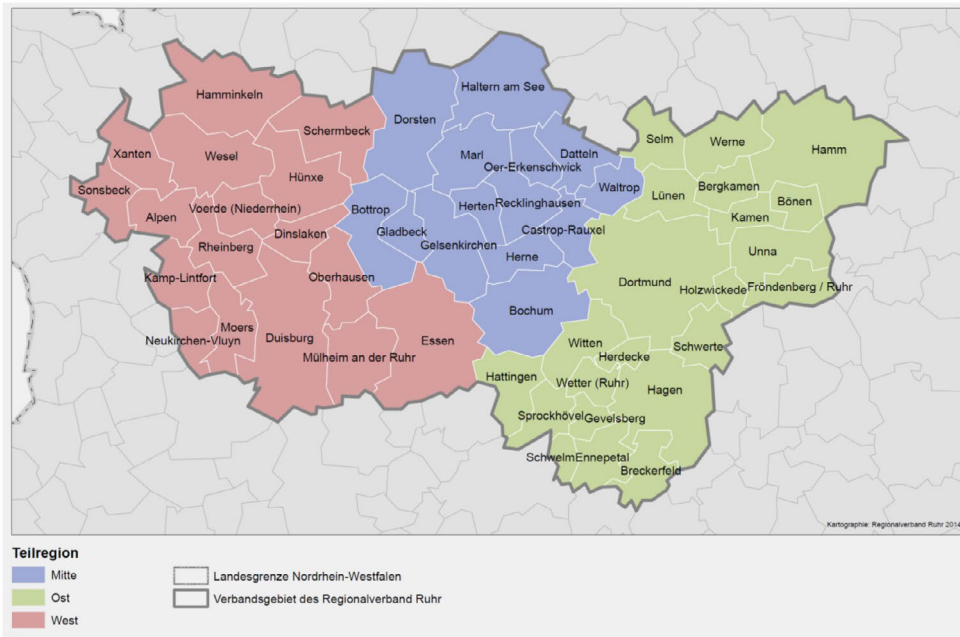 Haltern am See
Hamminkeln
Dorsten
Schermbeck
Selm
Werne
Hamm
Xanten
Wesel
Marl
Datteln
Oer-Erkenschwick
Hünxe
Sonsbeck
Waltrop
Bergkamen
Lünen
Bönen
Alpen
Voerde (Niederrhein)
Bottrop
Herten
Recklinghausen
Kamen
Gladbeck
Castrop-Rauxel
Dinslaken
Rheinberg
Gelsenkirchen
Unna
Herne
Kamp-Lintfort
Oberhausen
Dortmund
Holzwickede
Fröndenberg / Ruhr
Bochum
Moers
Neukirchen-Vluyn
Duisburg
Essen
Witten
Schwerte
Mülheim an der Ruhr
Herdecke
Hattingen
Wetter (Ruhr)
Hagen
Sprockhövel
Gevelsberg
Schwelm
Ennepetal
Breckerfeld
Kartographie: Regionalverband Ruhr 2014
Teilregion
Mitte
Ost
West
Landesgrenze Nordrhein-Westfalen
Verbandsgebiet des Regionalverband Ruhr